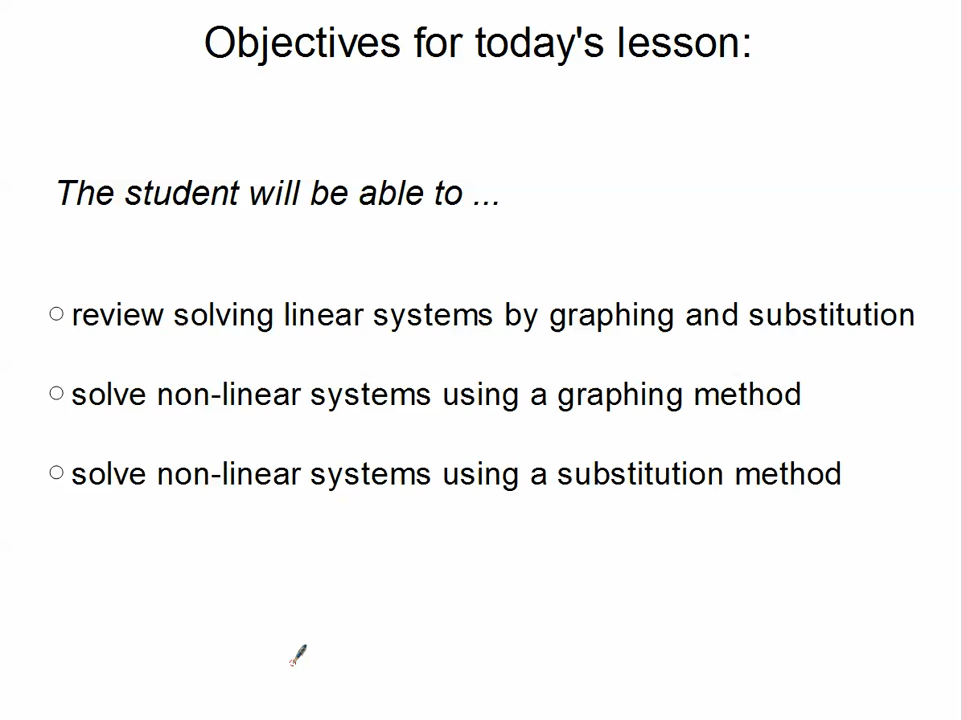 Objectives for today's lesson:
The student will be able to ...
review solving linear systems by graphing and substitution
solve non-linear systems using a graphing method
solve non-linear systems using a substitution method